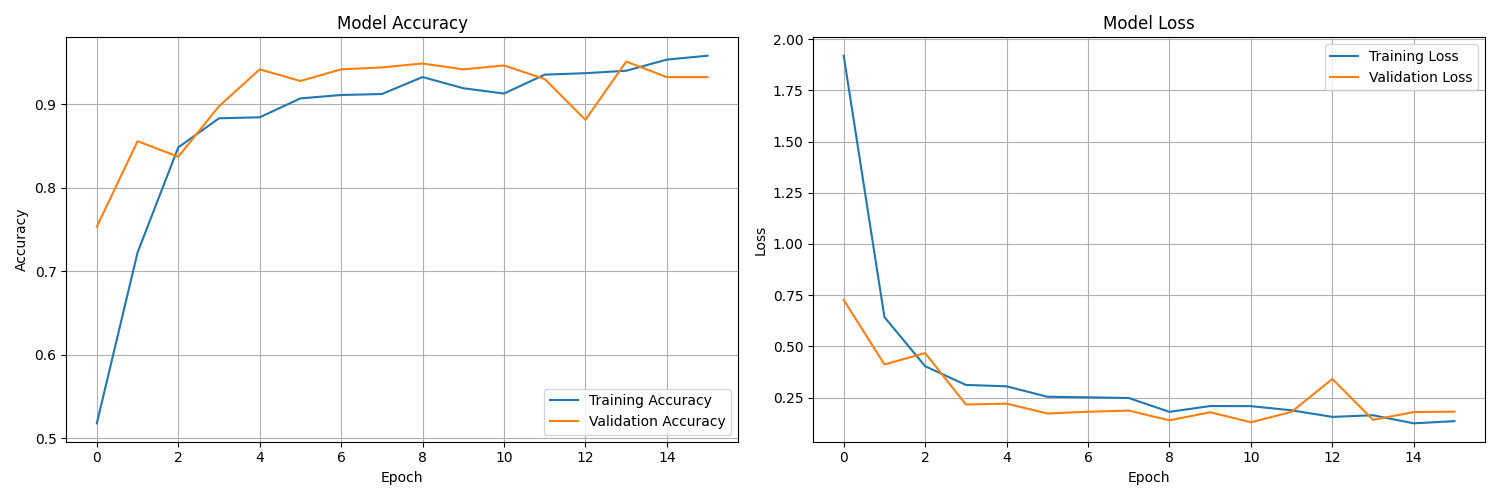 Model Accuracy
0.9
0.8
0.7
0.6
0.5
Accuracy
Training Accuracy
Validation Accuracy
0 2 4 6 8 10 12 14
Epoch
Model Loss
2.00
1.75
1.50
1.25
1.00
0.75
0.50
0.25
Loss
Training Loss
Validation Loss
0 2 4 6 8 10 12 14
Epoch